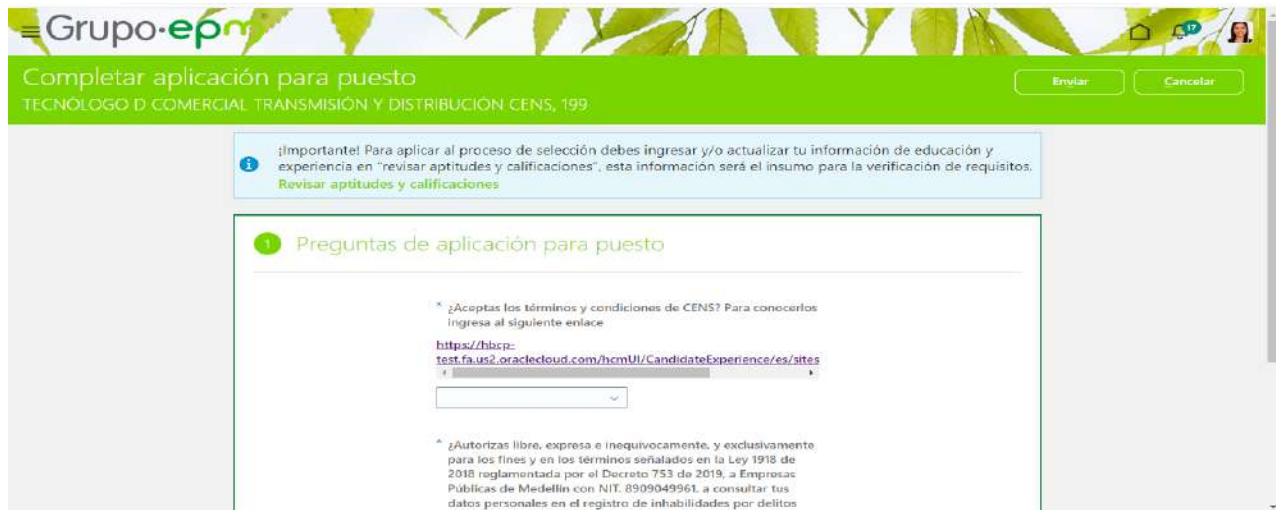 Grupo·epm
17
Completar aplicación para puesto
Enviar
Cancelar
TECNÓLOGO D COMERCIAL TRANSMISIÓN Y DISTRIBUCIÓN CENS, 199
¡Importante! Para aplicar al proceso de selección debes ingresar y/o actualizar tu información de educación y
experiencia en "revisar aptitudes y calificaciones", esta información será el insumo para la verificación de requisitos.
Revisar aptitudes y calificaciones
1 Preguntas de aplicación para puesto
* ¿Aceptas los términos y condiciones de CENS? Para conocerlos
ingresa al siguiente enlace
https://hbcp-
test.fa.us2.oraclecloud.com/hcmUI/CandidateExperience/es/sites
* ¿Autorizas libre, expresa e inequivocamente, y exclusivamente
para los fines y en los términos señalados en la Ley 1918 de
2018 reglamentada por el Decreto 753 de 2019, a Empresas
Públicas de Medellín con NIT. 8909049961, a consultar tus
datos personales en el registro de inhabilidades por delitos